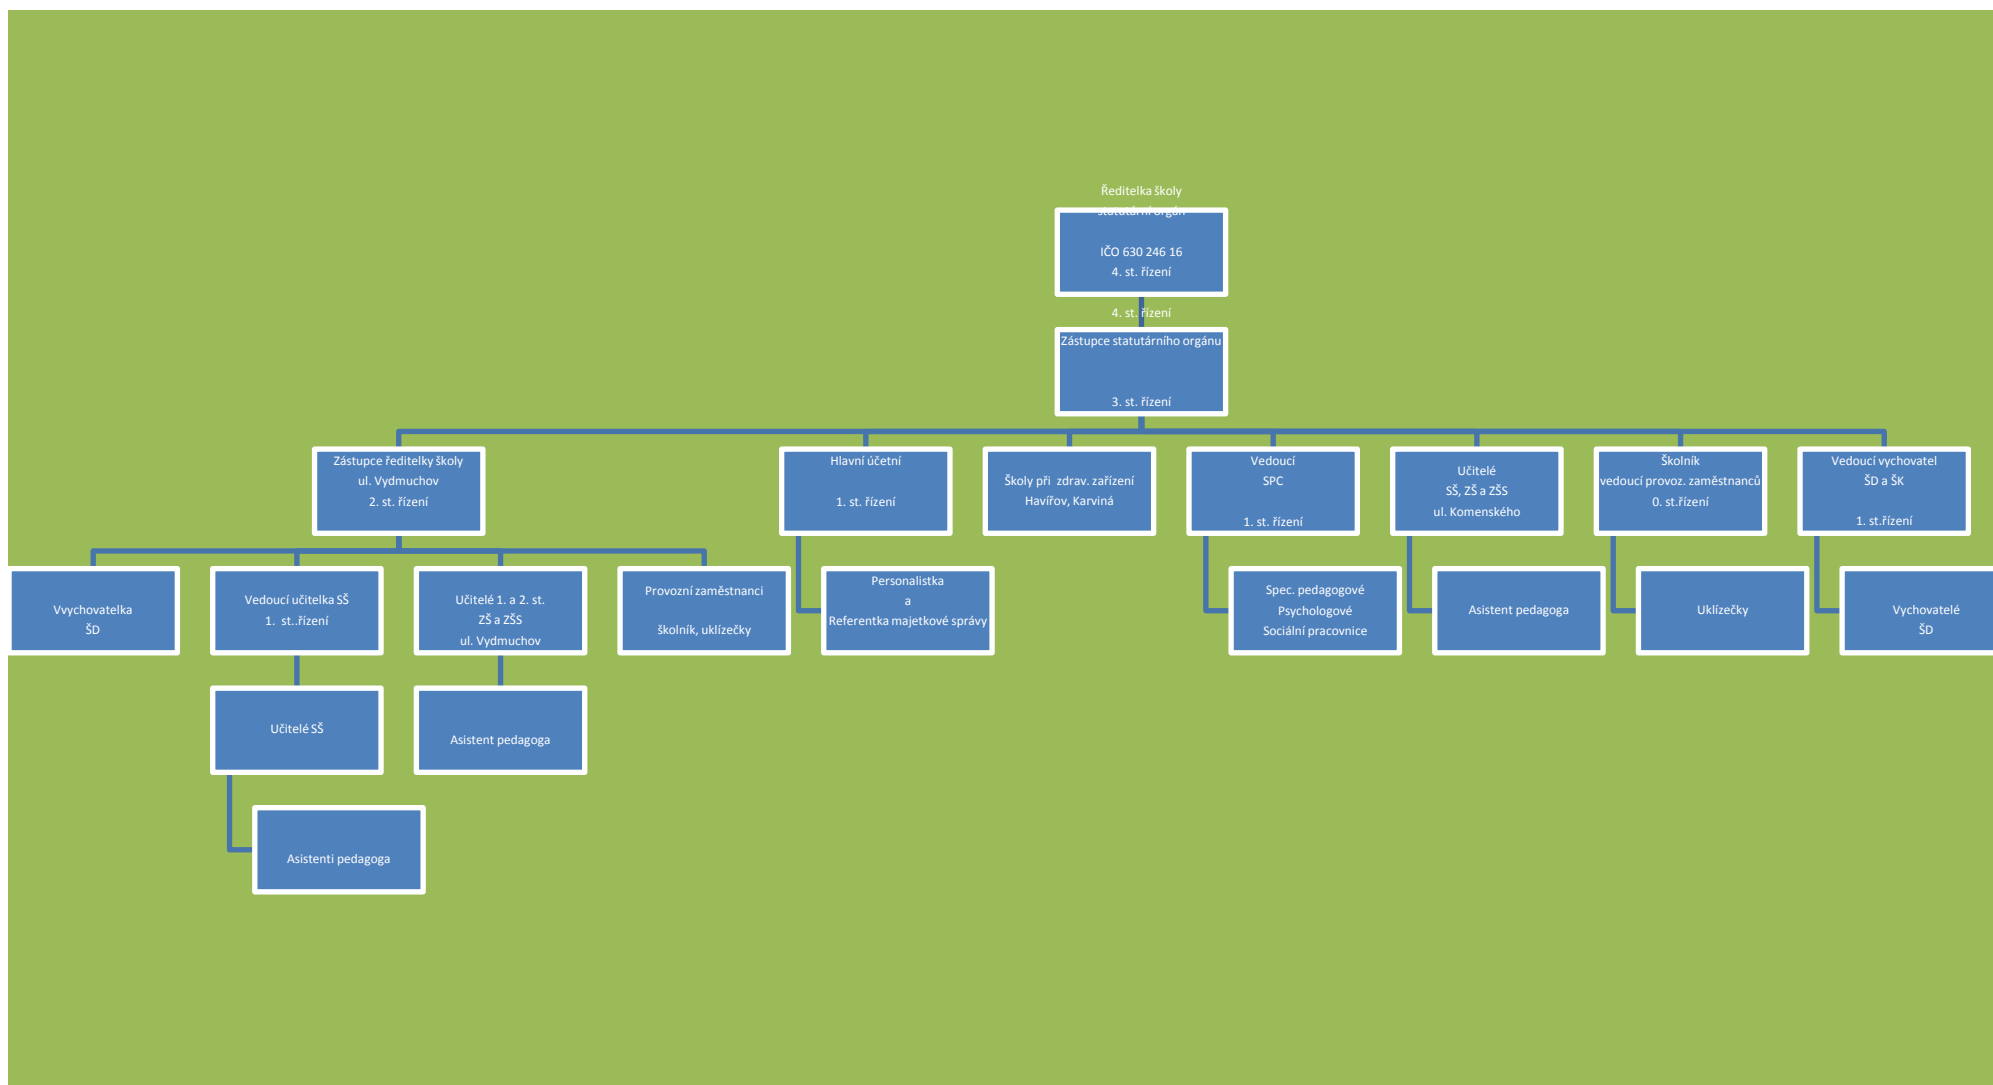 Ředitelka školy
statutární orgán
IČO 630 246 16
4. st. řízení
4. st. řízení
Zástupce statutárního orgánu
3. st. řízení
Zástupce ředitelky školy
ul. Vydmuchov
2. st. řízení
Hlavní účetní
1. st. řízení
Školy při zdrav. zařízení
Havířov, Karviná
Vedoucí
SPC
1. st. řízení
Učitelé
SŠ, ZŠ a ZŠS
ul. Komenského
Školník
vedoucí provoz. zaměstnanců
0. st.řízení
Vedoucí vychovatel
ŠD a ŠK
1. st.řízení
Vvychovatelka
ŠD
Vedoucí učitelka SŠ
1. st..řízení
Učitelé 1. a 2. st.
ZŠ a ZŠS
ul. Vydmuchov
Provozní zaměstnanci
školník, uklízečky
Personalistka
a
Referentka majetkové správy
Spec. pedagogové
Psychologové
Sociální pracovnice
Asistent pedagoga
Uklízečky
Vychovatelé
ŠD
Učitelé SŠ
Asistent pedagoga
Asistenti pedagoga